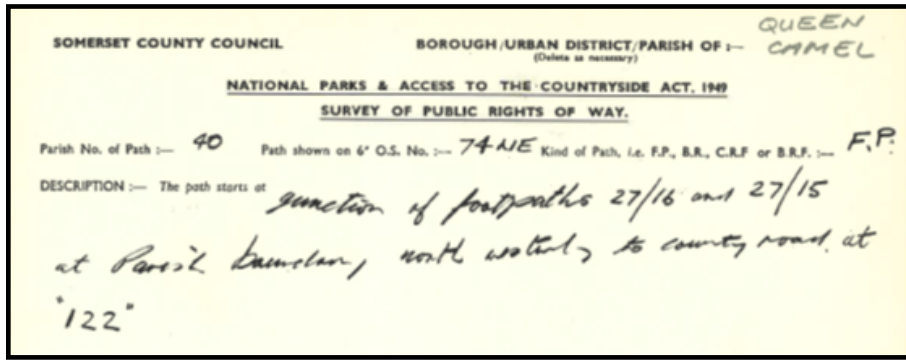 QUEEN
SOMERSET COUNTY COUNCIL BOROUGH/URBAN DISTRICT/PARISH OF :— CAMEL
(Delete as necessary)
NATIONAL PARKS & ACCESS TO THE COUNTRYSIDE ACT. 1949
SURVEY OF PUBLIC RIGHTS OF WAY.
Parish No. of Path :— 40 Path shown on 6" O.S. No. :— 74 NE Kind of Path, i.e. F.P., B.R., C.R.F or B.R.F. :— F.P.
DESCRIPTION :— The path starts at junction of footpaths 27/16 and 27/15
at Parish boundary north westerly to county road at
"122"